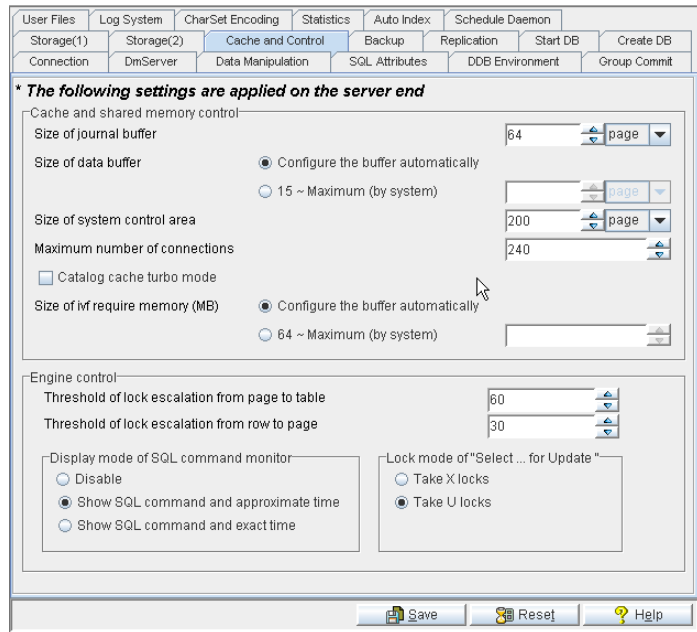 User Files Log System CharSet Encoding Statistics Auto Index Schedule Daemon
Storage(1) Storage(2) Cache and Control Backup Replication Start DB Create DB
Connection DmServer Data Manipulation SQL Attributes DDB Environment Group Commit
* The following settings are applied on the server end
Cache and shared memory control
Size of journal buffer 64 page
Size of data buffer Configure the buffer automatically
15 ~ Maximum (by system) page
Size of system control area 200 page
Maximum number of connections 240
Catalog cache turbo mode
Size of ivf require memory (MB) Configure the buffer automatically
64 ~ Maximum (by system)
Engine control
Threshold of lock escalation from page to table 60
Threshold of lock escalation from row to page 30
Display mode of SQL command monitor Lock mode of "Select ... for Update "
Disable Take X locks
Show SQL command and approximate time Take U locks
Show SQL command and exact time
Save Reset Help